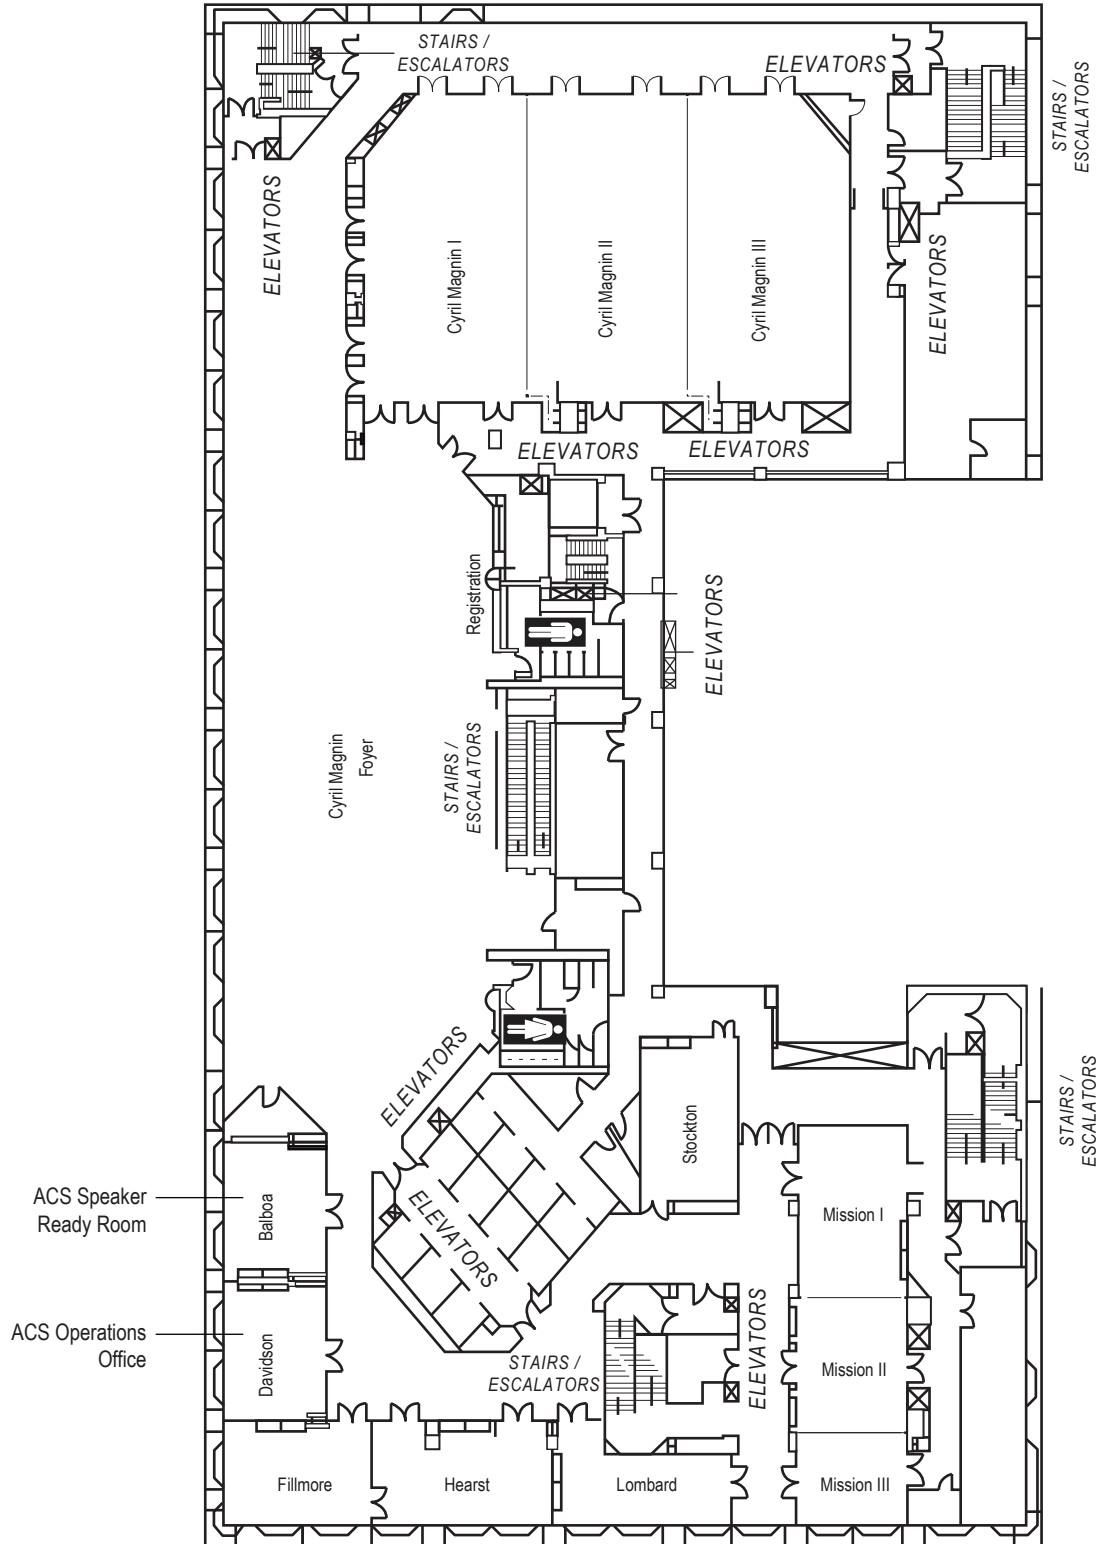 STAIRS /
ESCALATORS
ELEVATORS
STAIRS /
ESCALATORS
ELEVATORS
Cyril Magnin I
Cyril Magnin II
Cyril Magnin III
ELEVATORS
ELEVATORS
ELEVATORS
Registration
ELEVATORS
Cyril Magnin
Foyer
STAIRS /
ESCALATORS
ELEVATORS
STAIRS /
ESCALATORS
Stockton
ACS Speaker
Ready Room
Balboa
ELEVATORS
Mission I
ACS Operations
Office
Davidson
STAIRS /
ESCALATORS
ELEVATORS
Mission II
Fillmore
Hearst
Lombard
Mission III